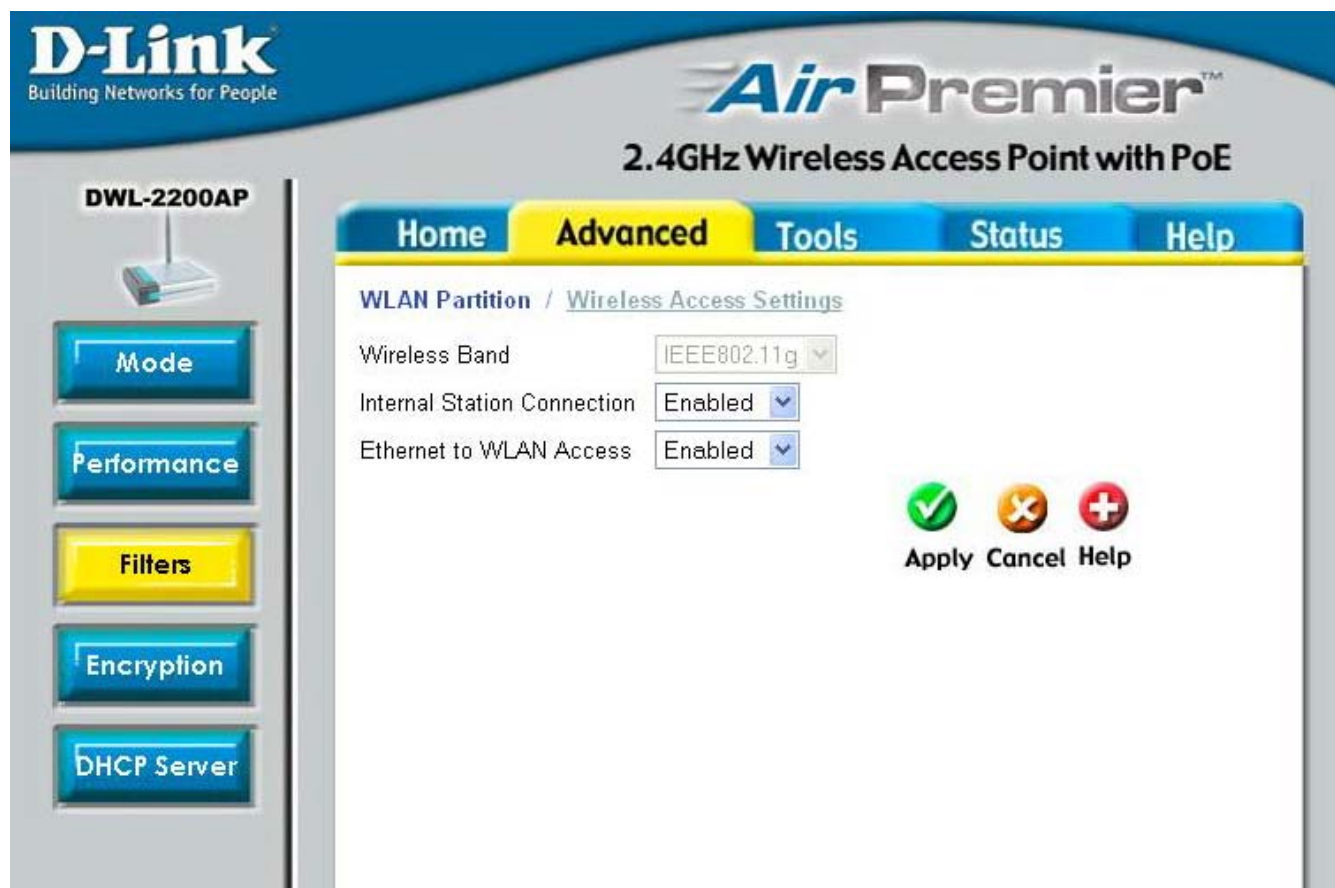 D-Link
Building Networks for People
AirPremier™
2.4GHz Wireless Access Point with PoE
DWL-2200AP
Home Advanced Tools Status Help
WLAN Partition / Wireless Access Settings
Wireless Band IEEE802.11g
Internal Station Connection Enabled
Ethernet to WLAN Access Enabled
Apply Cancel Help
Mode
Performance
Filters
Encryption
DHCP Server